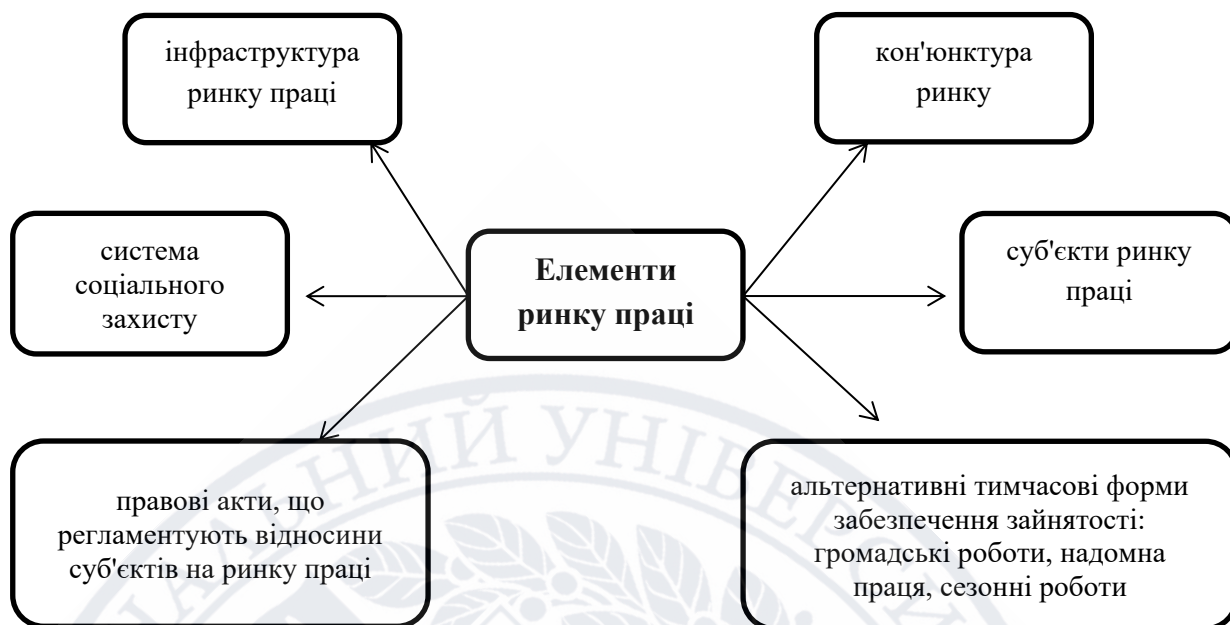 інфраструктура
ринку праці
кон'юнктура
ринку
система
соціального
захисту
Елементи
ринку праці
суб'єкти ринку
праці
правові акти, що
регламентують відносини
суб'єктів на ринку праці
альтернативні тимчасові форми
забезпечення зайнятості:
громадські роботи, надомна
праця, сезонні роботи